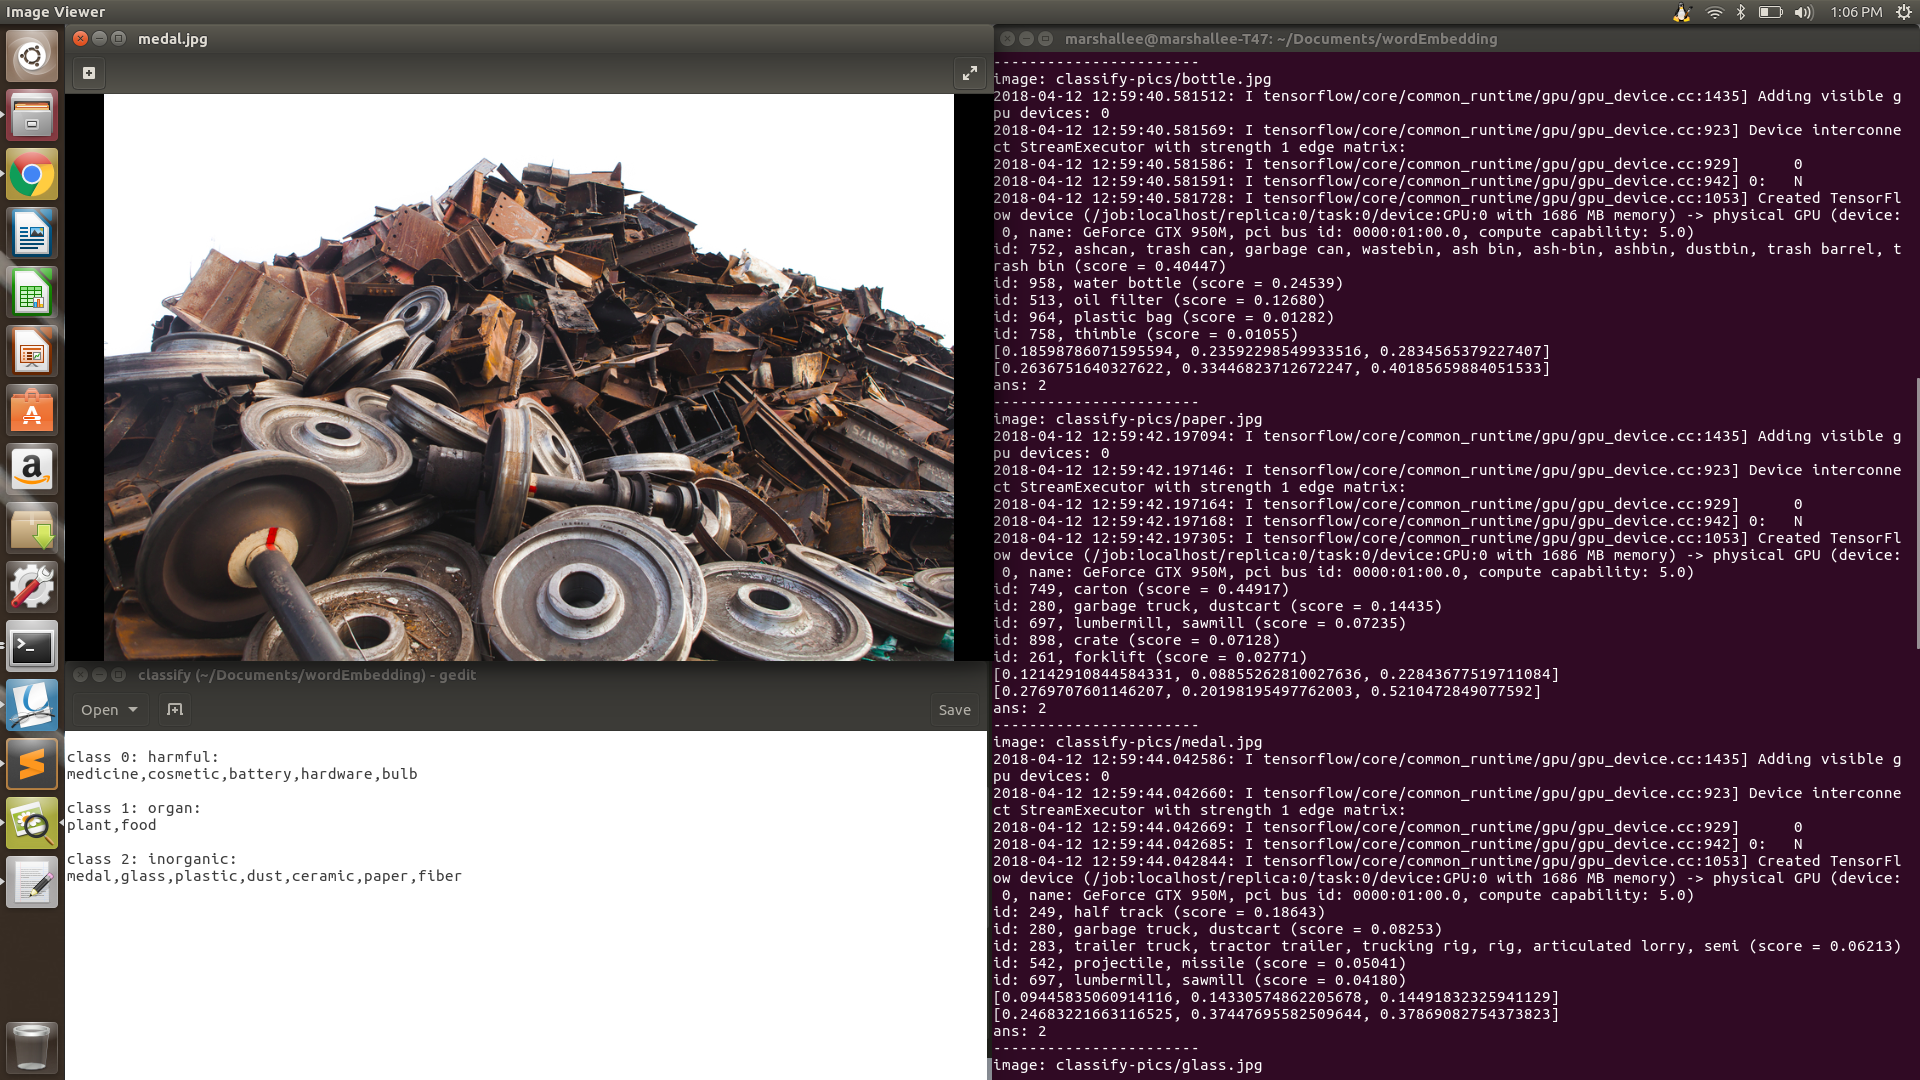 Image Viewer
1:06 PM
medal.jpg
classify (~/Documents/wordEmbedding) - gedit
Open
Save
class 0: harmful:
medicine,cosmetic,battery,hardware,bulb
class 1: organ:
plant,food
class 2: inorganic:
medal,glass,plastic,dust,ceramic,paper,fiber
marshallee@marshallee-T47: ~/Documents/wordEmbedding
-----------------------
image: classify-pics/bottle.jpg
2018-04-12 12:59:40.581512: I tensorflow/core/common_runtime/gpu/gpu_device.cc:1435] Adding visible g
pu devices: 0
2018-04-12 12:59:40.581569: I tensorflow/core/common_runtime/gpu/gpu_device.cc:923] Device interconne
ct StreamExecutor with strength 1 edge matrix:
2018-04-12 12:59:40.581586: I tensorflow/core/common_runtime/gpu/gpu_device.cc:929]      0
2018-04-12 12:59:40.581591: I tensorflow/core/common_runtime/gpu/gpu_device.cc:942] 0:   N
2018-04-12 12:59:40.581728: I tensorflow/core/common_runtime/gpu/gpu_device.cc:1053] Created TensorFl
ow device (/job:localhost/replica:0/task:0/device:GPU:0 with 1686 MB memory) -> physical GPU (device:
 0, name: GeForce GTX 950M, pci bus id: 0000:01:00.0, compute capability: 5.0)
id: 752, ashcan, trash can, garbage can, wastebin, ash bin, ash-bin, ashbin, dustbin, trash barrel, t
rash bin (score = 0.40447)
id: 958, water bottle (score = 0.24539)
id: 513, oil filter (score = 0.12680)
id: 964, plastic bag (score = 0.01282)
id: 758, thimble (score = 0.01055)
[0.18598786071595594, 0.23592298549933516, 0.2834565379227407]
[0.2636751640327622, 0.33446823712672247, 0.40185659884051533]
ans: 2
-----------------------
image: classify-pics/paper.jpg
2018-04-12 12:59:42.197094: I tensorflow/core/common_runtime/gpu/gpu_device.cc:1435] Adding visible g
pu devices: 0
2018-04-12 12:59:42.197146: I tensorflow/core/common_runtime/gpu/gpu_device.cc:923] Device interconne
ct StreamExecutor with strength 1 edge matrix:
2018-04-12 12:59:42.197164: I tensorflow/core/common_runtime/gpu/gpu_device.cc:929]      0
2018-04-12 12:59:42.197168: I tensorflow/core/common_runtime/gpu/gpu_device.cc:942] 0:   N
2018-04-12 12:59:42.197305: I tensorflow/core/common_runtime/gpu/gpu_device.cc:1053] Created TensorFl
ow device (/job:localhost/replica:0/task:0/device:GPU:0 with 1686 MB memory) -> physical GPU (device:
 0, name: GeForce GTX 950M, pci bus id: 0000:01:00.0, compute capability: 5.0)
id: 749, carton (score = 0.44917)
id: 280, garbage truck, dustcart (score = 0.14435)
id: 697, lumbermill, sawmill (score = 0.07235)
id: 898, crate (score = 0.07128)
id: 261, forklift (score = 0.02771)
[0.12142910844584331, 0.08855262810027636, 0.22843677519711084]
[0.2769707601146207, 0.20198195497762003, 0.5210472849077592]
ans: 2
-----------------------
image: classify-pics/medal.jpg
2018-04-12 12:59:44.042586: I tensorflow/core/common_runtime/gpu/gpu_device.cc:1435] Adding visible g
pu devices: 0
2018-04-12 12:59:44.042660: I tensorflow/core/common_runtime/gpu/gpu_device.cc:923] Device interconne
ct StreamExecutor with strength 1 edge matrix:
2018-04-12 12:59:44.042669: I tensorflow/core/common_runtime/gpu/gpu_device.cc:929]      0
2018-04-12 12:59:44.042685: I tensorflow/core/common_runtime/gpu/gpu_device.cc:942] 0:   N
2018-04-12 12:59:44.042844: I tensorflow/core/common_runtime/gpu/gpu_device.cc:1053] Created TensorFl
ow device (/job:localhost/replica:0/task:0/device:GPU:0 with 1686 MB memory) -> physical GPU (device:
 0, name: GeForce GTX 950M, pci bus id: 0000:01:00.0, compute capability: 5.0)
id: 249, half track (score = 0.18643)
id: 280, garbage truck, dustcart (score = 0.08253)
id: 283, trailer truck, tractor trailer, trucking rig, rig, articulated lorry, semi (score = 0.06213)
id: 542, projectile, missile (score = 0.05041)
id: 697, lumbermill, sawmill (score = 0.04180)
[0.09445835060914116, 0.14330574862205678, 0.14491832325941129]
[0.24683221663116525, 0.37447695582509644, 0.37869082754373823]
ans: 2
-----------------------
image: classify-pics/glass.jpg